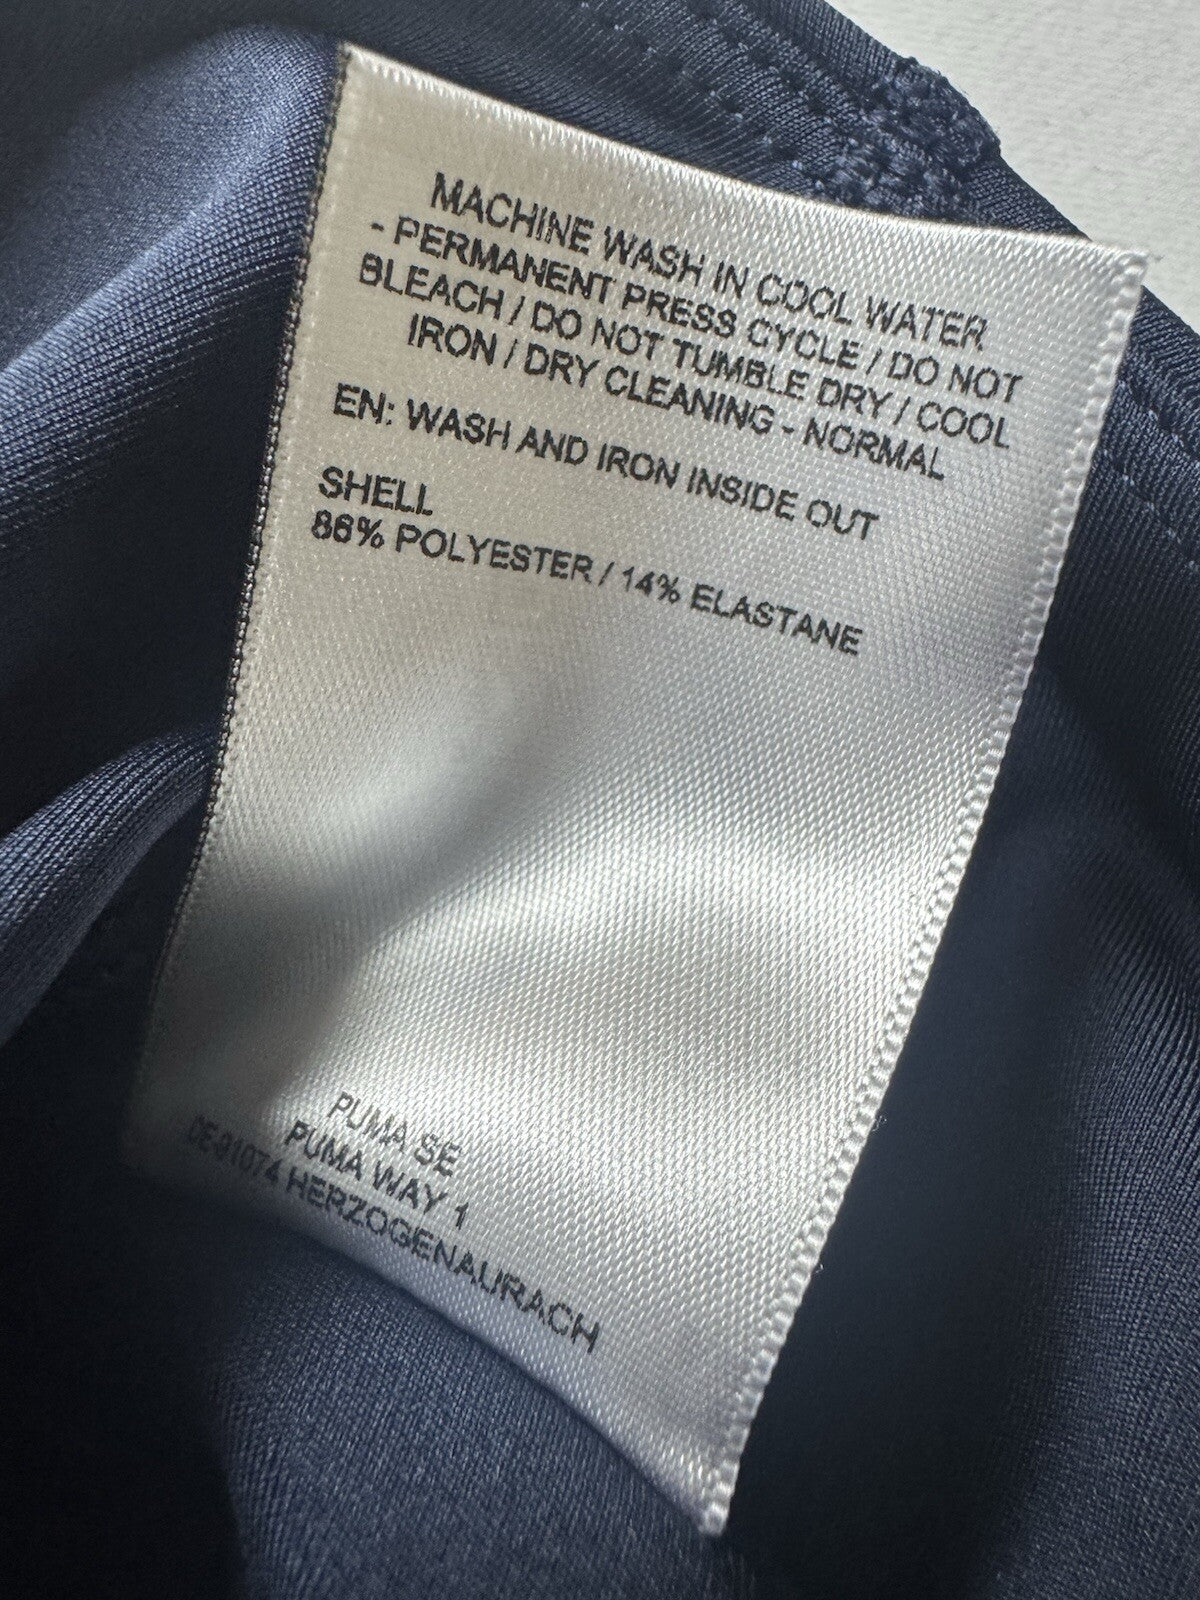 MACHINE WASH IN COOL WATER
- PERMANENT PRESS CYCLE / DO NOT
BLEACH / DO NOT TUMBLE DRY / COOL
IRON / DRY CLEANING - NORMAL
EN: WASH AND IRON INSIDE OUT
SHELL
86% POLYESTER / 14% ELASTANE
PUMA SE
PUMA WAY 1
DE-91074 HERZOGENAURACH